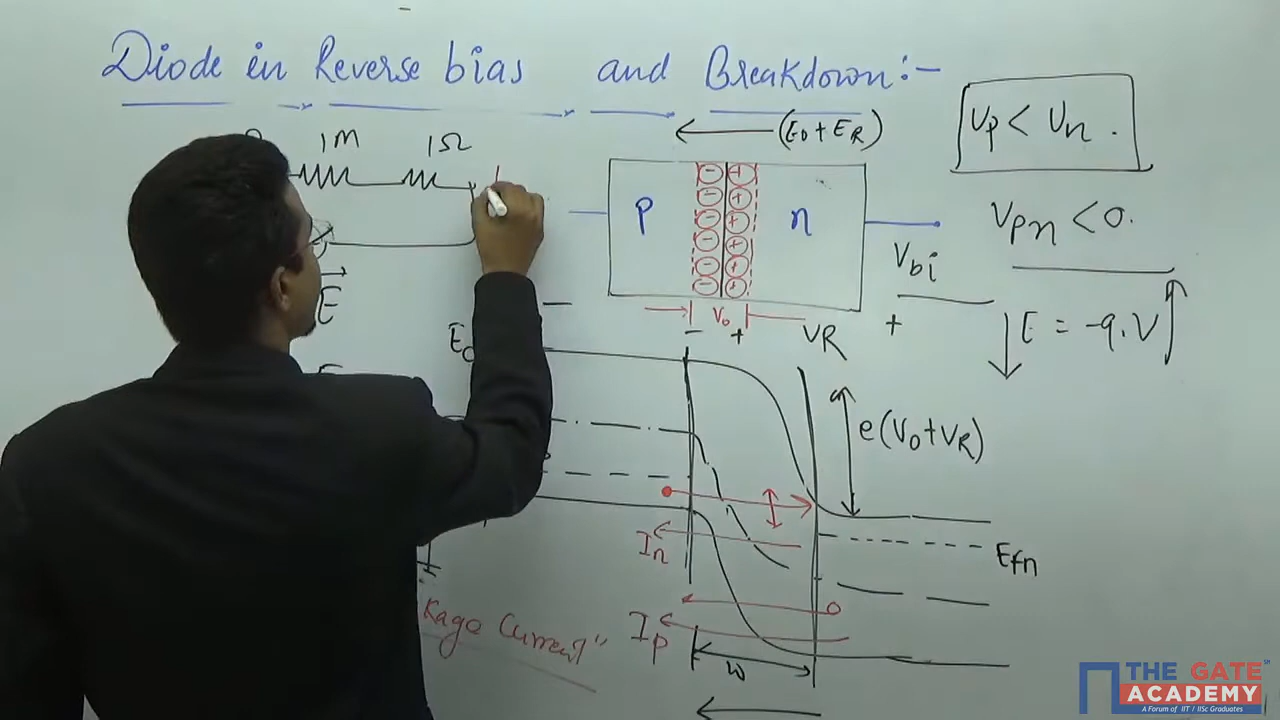 Diode in Reverse bias and Breakdown:-
(E0 + ER)
Vp < Vn .
1M 1Ω
P n
Vpn < 0.
Vbi
E
V0
- + VR +
E = -q.V
e(V0+VR)
In
Efn
kage Current"
Ip
w
THE GATE
ACADEMY
A Forum of IIT / IISc Graduates